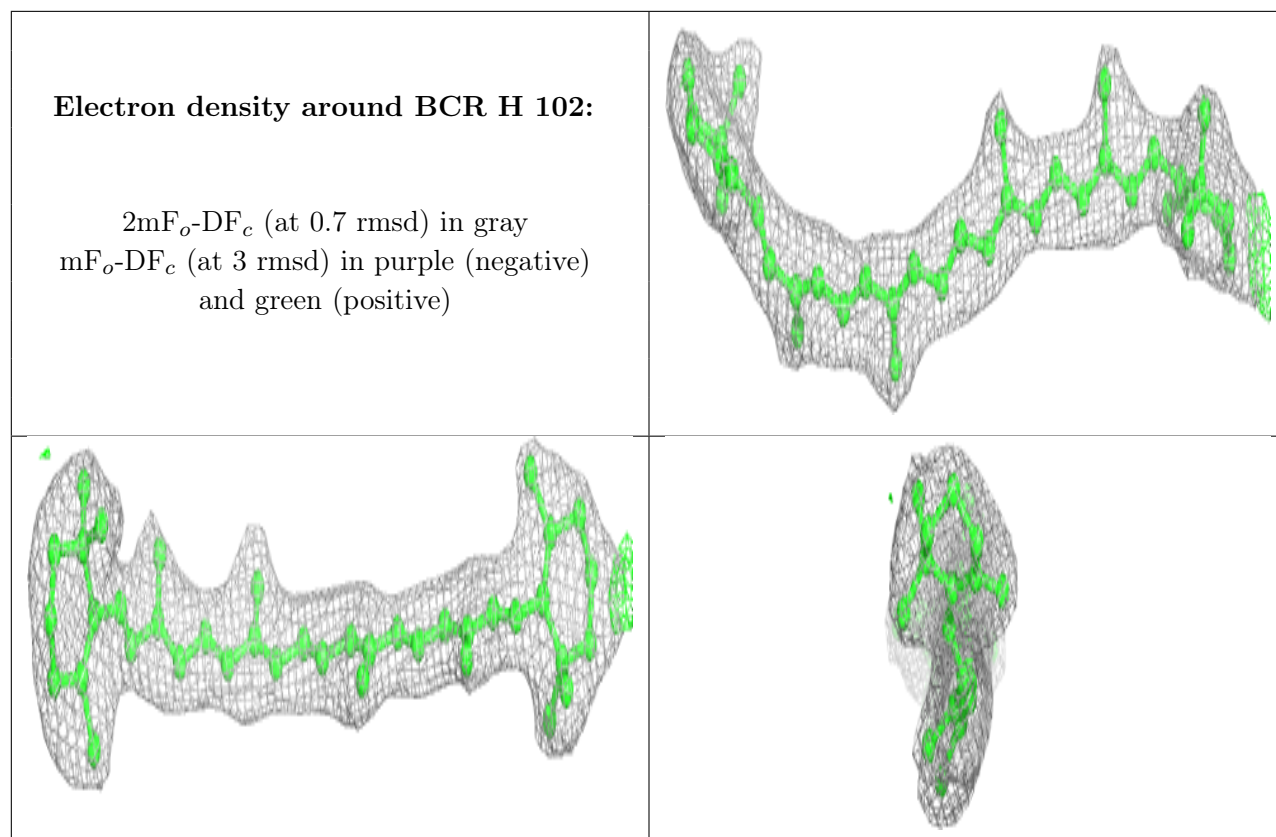 Electron density around BCR H 102:
2mFo-DFc (at 0.7 rmsd) in gray
mFo-DFc (at 3 rmsd) in purple (negative)
and green (positive)